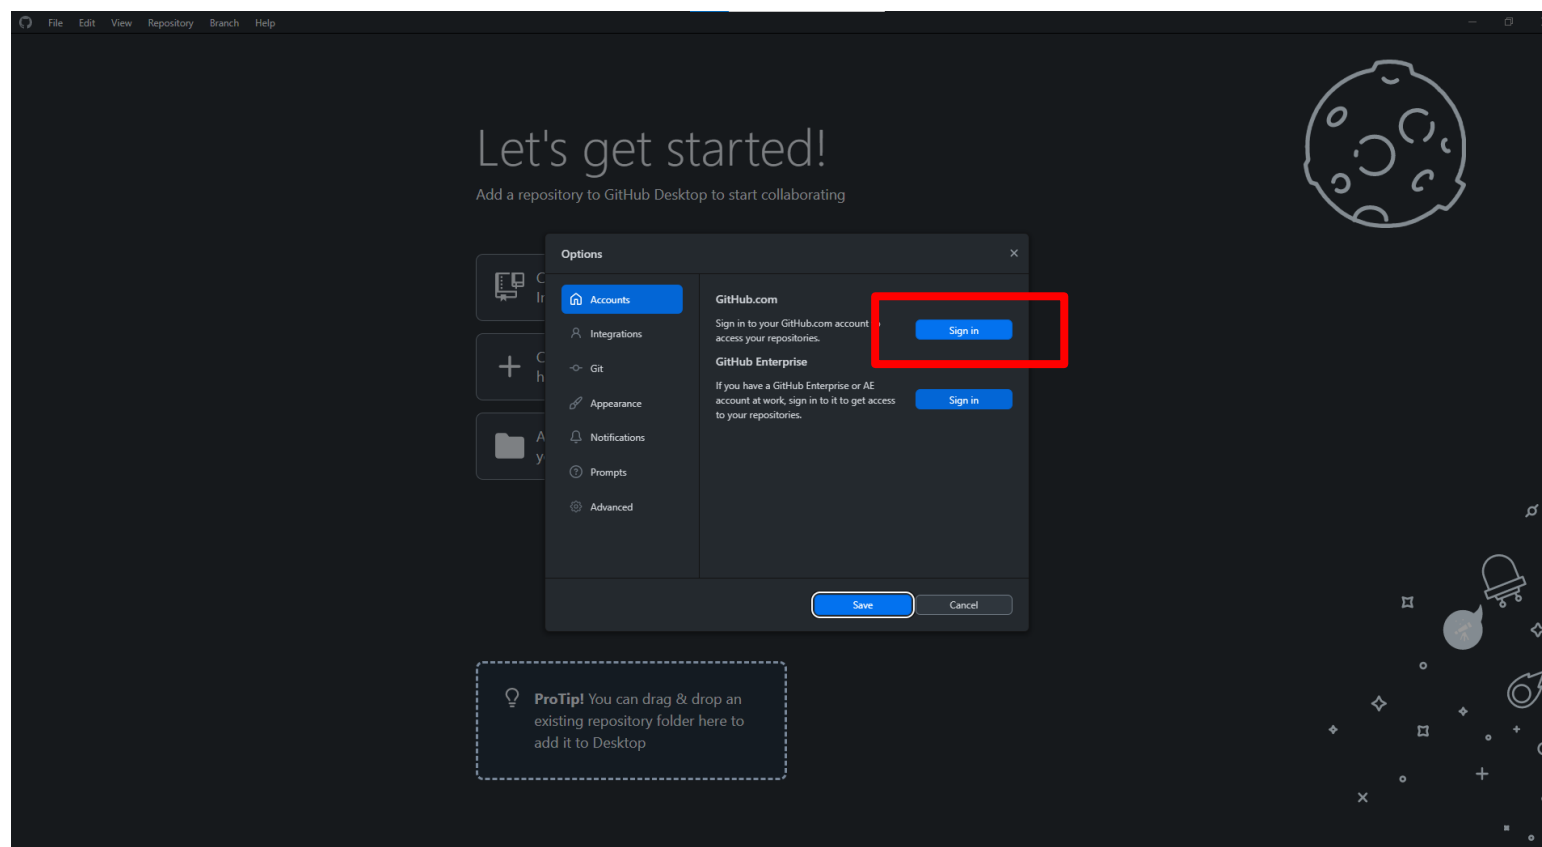 File Edit View Repository Branch Help
Let's get started!
Add a repository to GitHub Desktop to start collaborating
Options
Accounts
Integrations
Git
Appearance
Notifications
Prompts
Advanced
GitHub.com
Sign in to your GitHub.com account
access your repositories.
Sign in
GitHub Enterprise
If you have a GitHub Enterprise or AE
account at work, sign in to it to get access
to your repositories.
Sign in
Save
Cancel
ProTip! You can drag & drop an
existing repository folder here to
add it to Desktop